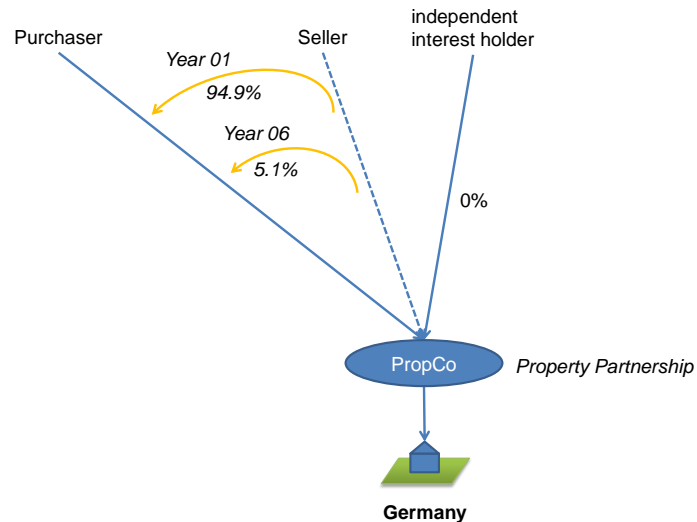 Purchaser
Seller
independent
interest holder
Year 01
94.9%
Year 06
5.1%
0%
PropCo
Property Partnership
Germany